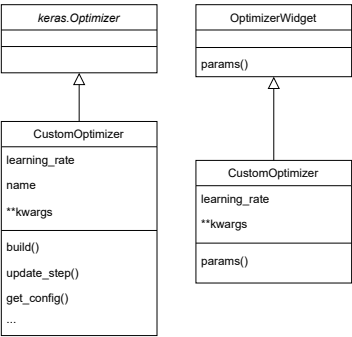 keras.Optimizer
CustomOptimizer
learning_rate
name
**kwargs
build()
update_step()
get_config()
...
OptimizerWidget
params()
CustomOptimizer
learning_rate
**kwargs
params()